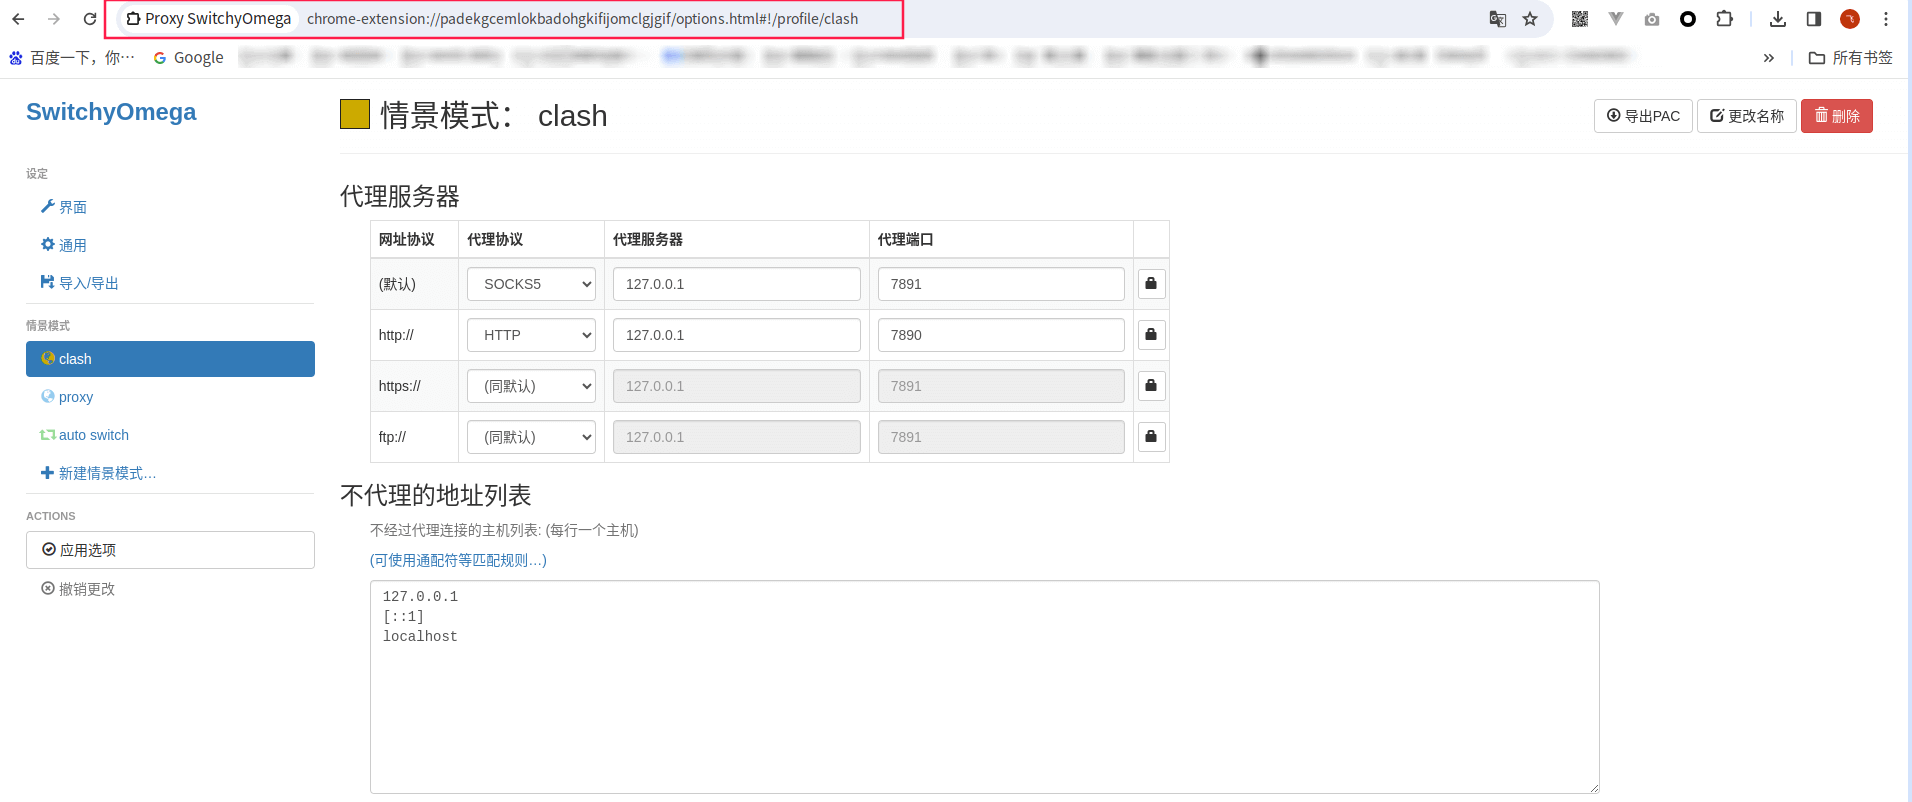 Proxy SwitchyOmega chrome-extension://padekgcemlokbadohgkifijomclgjgif/options.html#!/profile/clash
百度一下，你… Google » 所有书签
SwitchyOmega
设定
界面
通用
导入/导出
情景模式
clash
proxy
auto switch
新建情景模式…
ACTIONS
应用选项
撤销更改
情景模式： clash
导出PAC 更改名称 删除
代理服务器
网址协议 代理协议 代理服务器 代理端口
(默认) SOCKS5 127.0.0.1 7891
http:// HTTP 127.0.0.1 7890
https:// (同默认) 127.0.0.1 7891
ftp:// (同默认) 127.0.0.1 7891
不代理的地址列表
不经过代理连接的主机列表: (每行一个主机)
(可使用通配符等匹配规则…)
127.0.0.1
[::1]
localhost